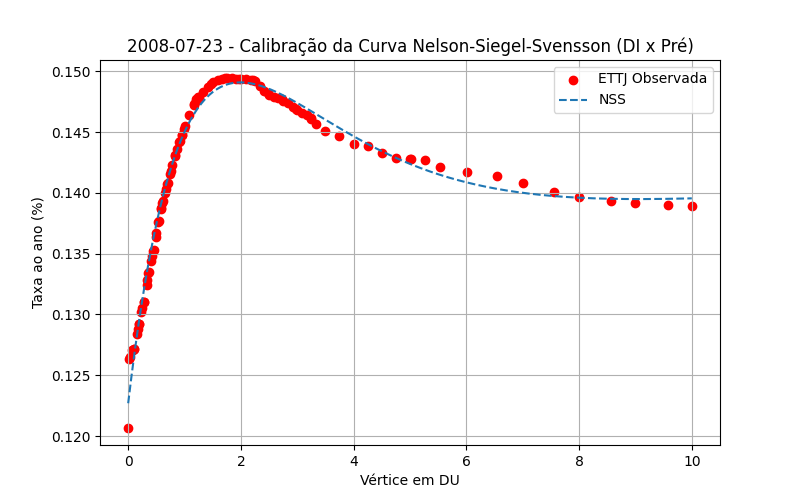 2008-07-23 - Calibração da Curva Nelson-Siegel-Svensson (DI x Pré)
ETTJ Observada
NSS
Taxa ao ano (%)
0.150
0.145
0.140
0.135
0.130
0.125
0.120
0 2 4 6 8 10
Vértice em DU